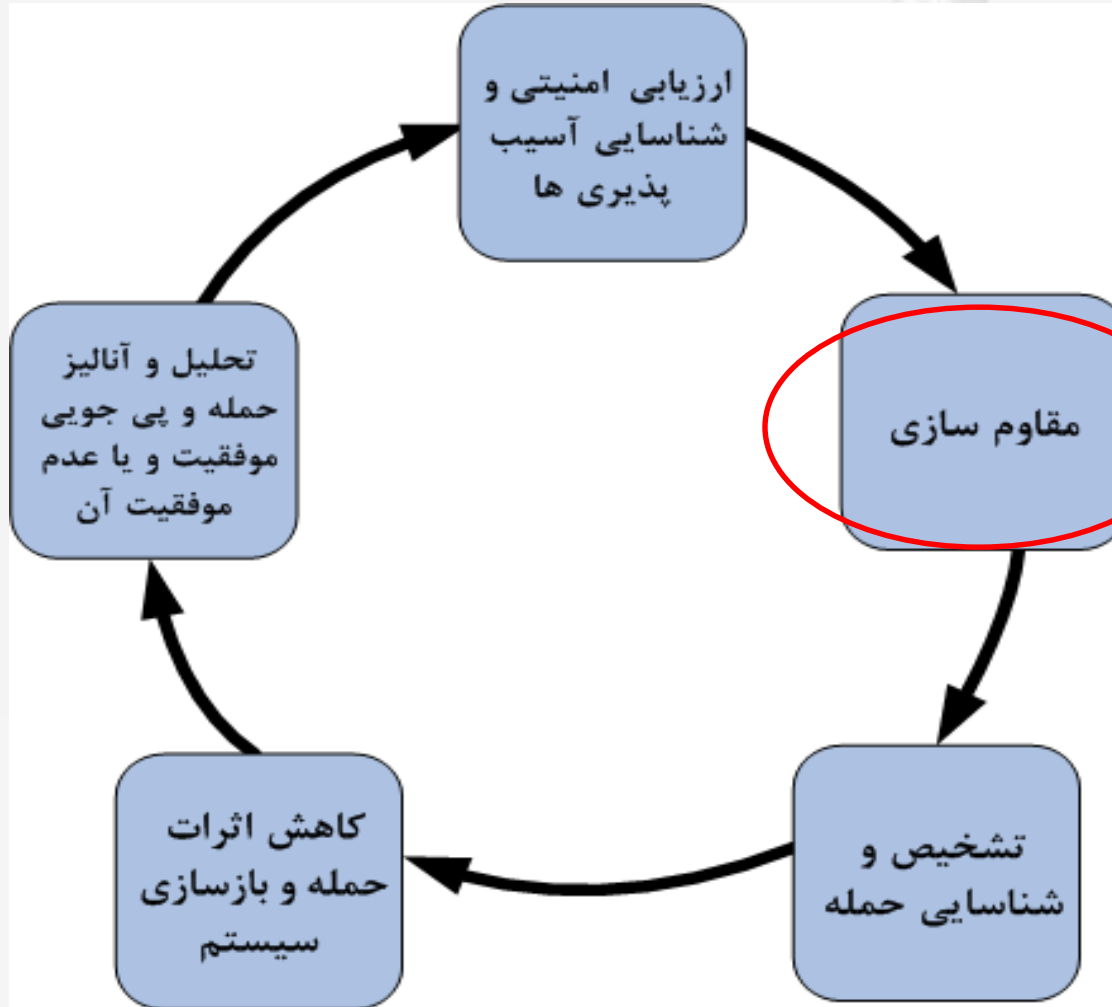 ارزیابی امنیتی و
شناسایی آسیب
پذیری ها
مقاوم سازی
تشخیص و
شناسایی حمله
کاهش اثرات
حمله و بازسازی
سیستم
تحلیل و آنالیز
حمله و پی جویی
موفقیت و یا عدم
موفقیت آن